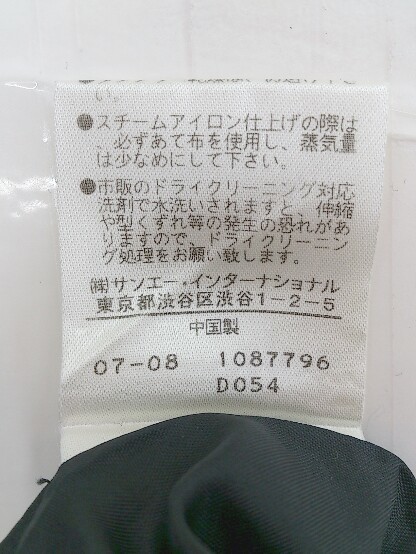 い。
●スチームアイロン仕上げの際は
、必ずあて布を使用し、蒸気量
は少なめにして下さい。
●市販のドライクリーニング対応
洗剤で水洗いされますと、伸縮
や型くずれ等の発生の恐れがあ
りますので、ドライクリーニン
グ処理をお願い致します。
㈱サンエー・インターナショナル
東京都渋谷区渋谷1-2-5
中国製
07-08 1087796
D054